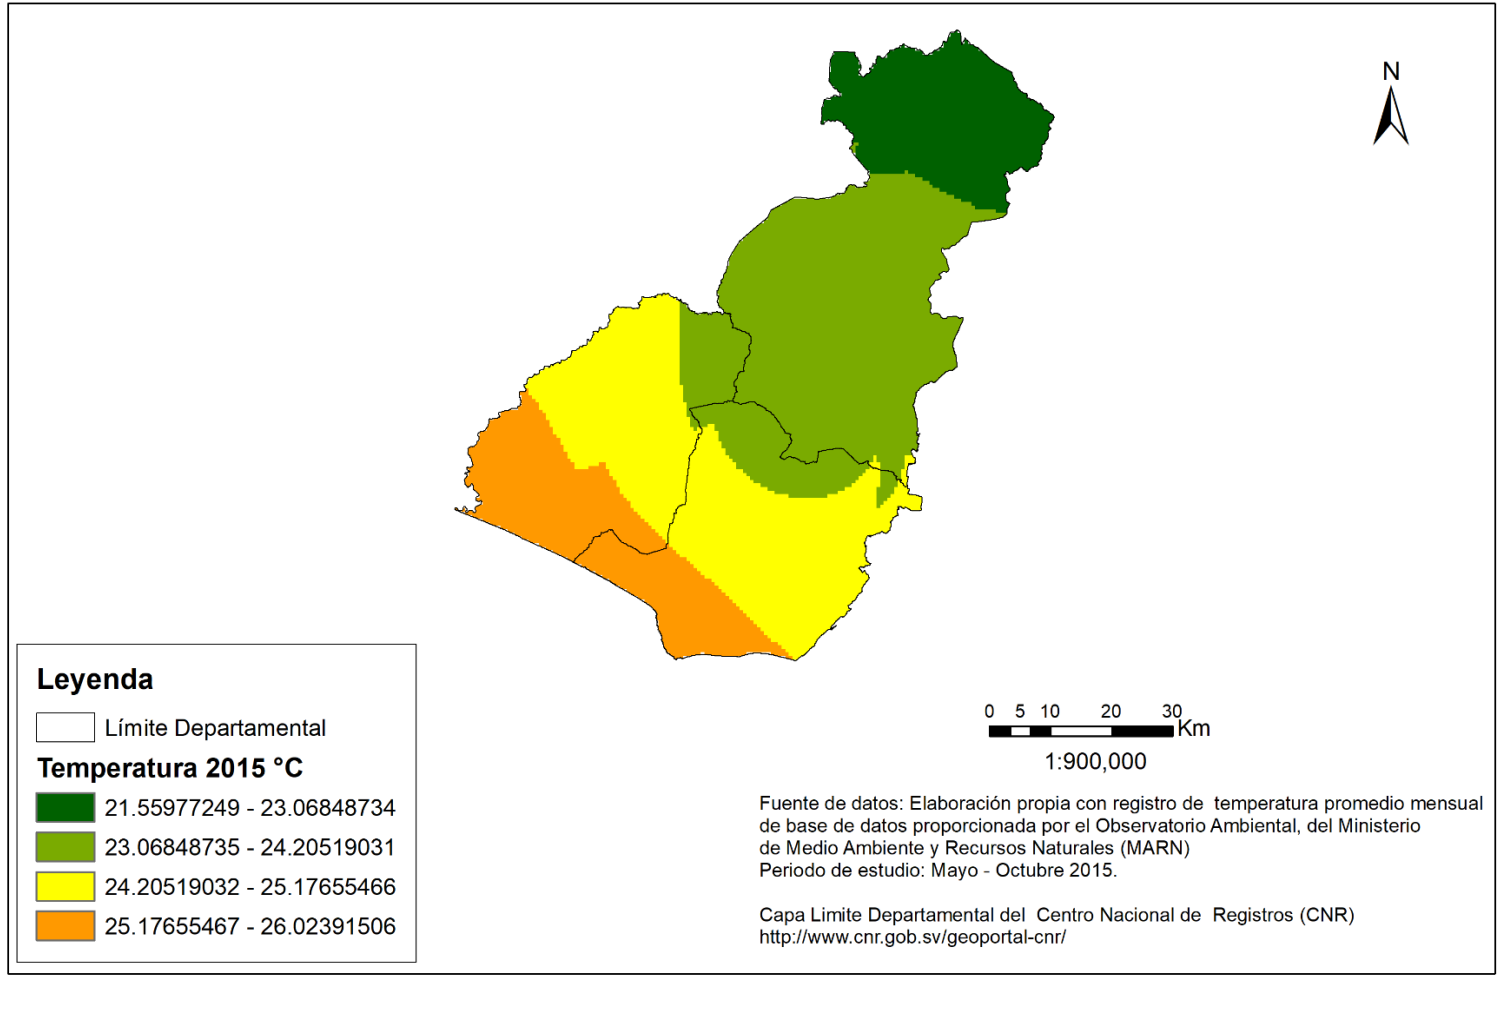 N
Leyenda
Límite Departamental
Temperatura 2015 °C
21.55977249 - 23.06848734
23.06848735 - 24.20519031
24.20519032 - 25.17655466
25.17655467 - 26.02391506
0 5 10 20 30
Km
1:900,000
Fuente de datos: Elaboración propia con registro de temperatura promedio mensual
de base de datos proporcionada por el Observatorio Ambiental, del Ministerio
de Medio Ambiente y Recursos Naturales (MARN)
Periodo de estudio: Mayo - Octubre 2015.
Capa Limite Departamental del Centro Nacional de Registros (CNR)
http://www.cnr.gob.sv/geoportal-cnr/